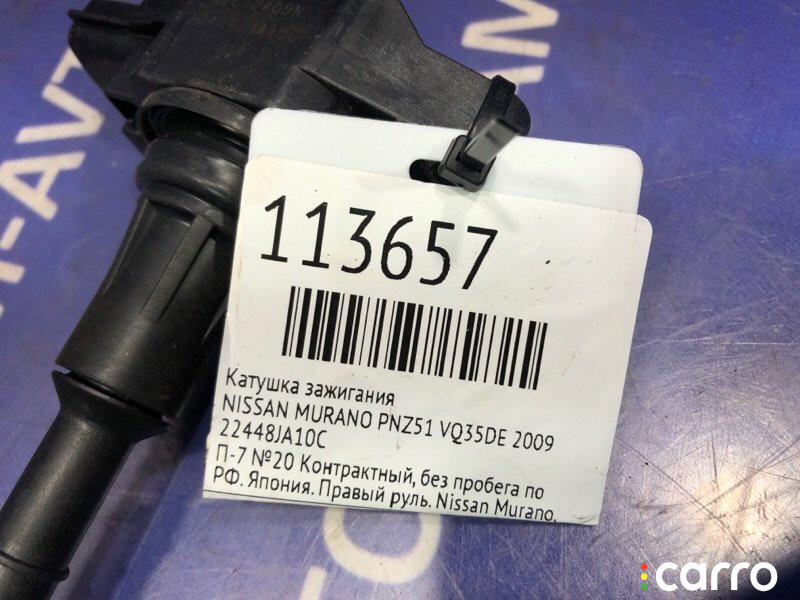 113657
Катушка зажигания
NISSAN MURANO PNZ51 VQ35DE 2009
22448JA10C
П-7 №20 Контрактный, без пробега по
РФ. Япония. Правый руль. Nissan Murano.
carro